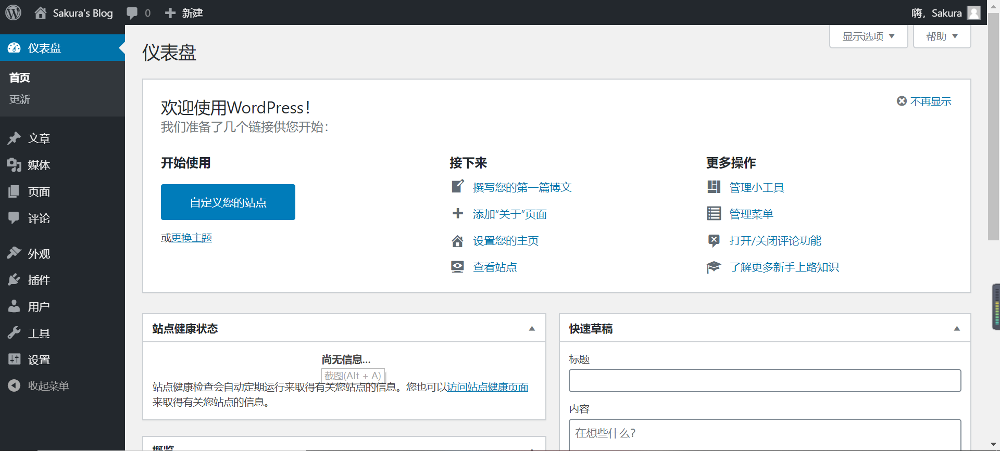 Sakura's Blog
0
新建
嗨，Sakura
仪表盘
首页
更新
文章
媒体
页面
评论
外观
插件
用户
工具
设置
收起菜单
显示选项
帮助
仪表盘
欢迎使用WordPress！
我们准备了几个链接供您开始：
不再显示
开始使用
自定义您的站点
或更换主题
接下来
撰写您的第一篇博文
添加“关于”页面
设置您的主页
查看站点
更多操作
管理小工具
管理菜单
打开/关闭评论功能
了解更多新手上路知识
站点健康状态
尚无信息…
截图(Alt + A)
站点健康检查会自动定期运行来取得有关您站点的信息。您也可以访问站点健康页面
来取得有关您站点的信息。
概览
快速草稿
标题
内容
在想些什么？